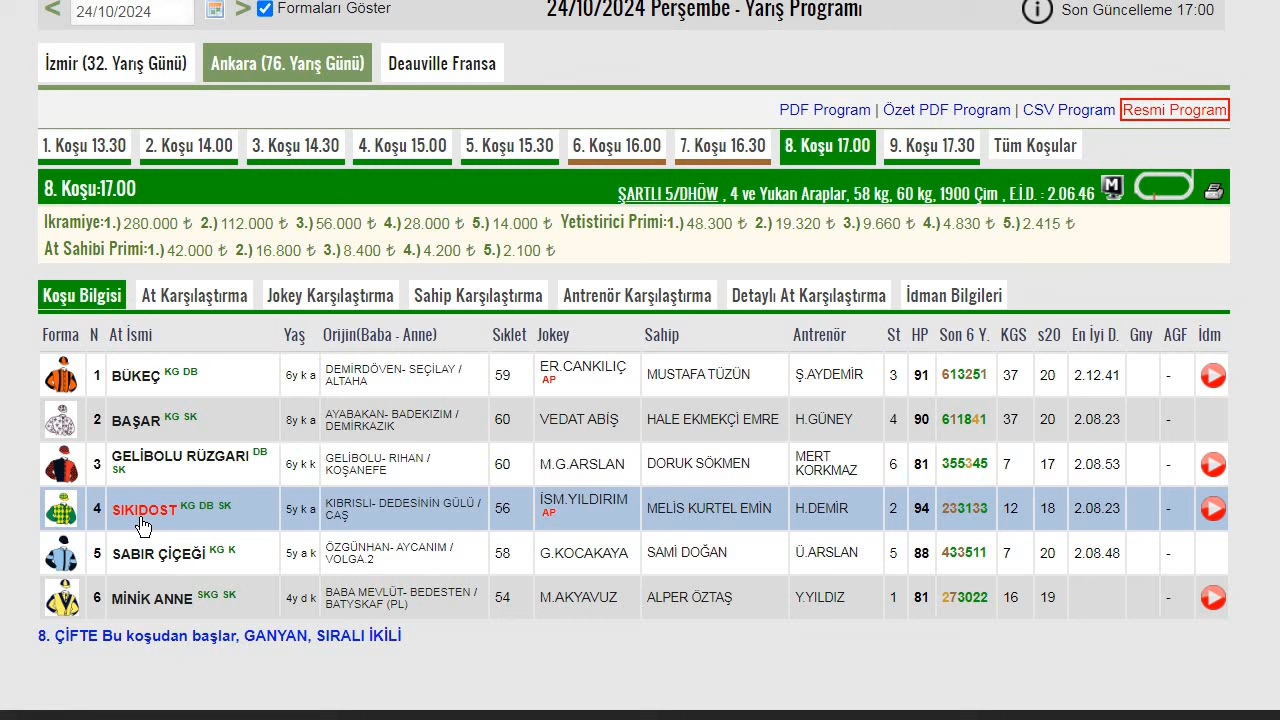 < 24/10/2024 > Formaları Göster 24/10/2024 Perşembe - Yarış Programı Son Güncelleme 17:00
İzmir (32. Yarış Günü) Ankara (76. Yarış Günü) Deauville Fransa
PDF Program | Özet PDF Program | CSV Program Resmi Program
1. Koşu 13.30 2. Koşu 14.00 3. Koşu 14.30 4. Koşu 15.00 5. Koşu 15.30 6. Koşu 16.00 7. Koşu 16.30 8. Koşu 17.00 9. Koşu 17.30 Tüm Koşular
8. Koşu:17.00 ŞARTLI 5/DHÖW , 4 ve Yukarı Araplar, 58 kg, 60 kg, 1900 Çim , E.İ.D. : 2.06.46 M
Ikramiye:1.) 280.000 ₺ 2.) 112.000 ₺ 3.) 56.000 ₺ 4.) 28.000 ₺ 5.) 14.000 ₺ Yetistirici Primi:1.) 48.300 ₺ 2.) 19.320 ₺ 3.) 9.660 ₺ 4.) 4.830 ₺ 5.) 2.415 ₺
At Sahibi Primi:1.) 42.000 ₺ 2.) 16.800 ₺ 3.) 8.400 ₺ 4.) 4.200 ₺ 5.) 2.100 ₺
Koşu Bilgisi At Karşılaştırma Jokey Karşılaştırma Sahip Karşılaştırma Antrenör Karşılaştırma Detaylı At Karşılaştırma İdman Bilgileri
Forma N At İsmi Yaş Orijin(Baba - Anne) Sıklet Jokey Sahip Antrenör St HP Son 6 Y. KGS s20 En İyi D. Gny AGF İdm
1 BÜKEÇ KG DB 6y k a DEMİRDÖVEN- SEÇİLAY / ALTAHA 59 ER.CANKILIÇ AP MUSTAFA TÜZÜN Ş.AYDEMİR 3 91 613251 37 20 2.12.41 -
2 BAŞAR KG SK 8y k a AYABAKAN- BADEKIZIM / DEMİRKAZIK 60 VEDAT ABİŞ HALE EKMEKÇİ EMRE H.GÜNEY 4 90 611841 37 20 2.08.23 -
3 GELİBOLU RÜZGARI DB SK 6y k k GELİBOLU- RIHAN / KOŞANEFE 60 M.G.ARSLAN DORUK SÖKMEN MERT KORKMAZ 6 81 355345 7 17 2.08.53 -
4 SIKIDOST KG DB SK 5y k a KIBRISLI- DEDESİNİN GÜLÜ / CAŞ 56 İSM.YILDIRIM AP MELİS KURTEL EMİN H.DEMİR 2 94 233133 12 18 2.08.23 -
5 SABIR ÇİÇEĞİ KG K 5y a k ÖZGÜNHAN- AYCANIM / VOLGA.2 58 G.KOCAKAYA SAMİ DOĞAN Ü.ARSLAN 5 88 433511 7 20 2.08.48 -
6 MİNİK ANNE SKG SK 4y d k BABA MEVLÜT- BEDESTEN / BATYSKAF (PL) 54 M.AKYAVUZ ALPER ÖZTAŞ Y.YILDIZ 1 81 273022 16 19 -
8. ÇİFTE Bu koşudan başlar, GANYAN, SIRALI İKİLİ